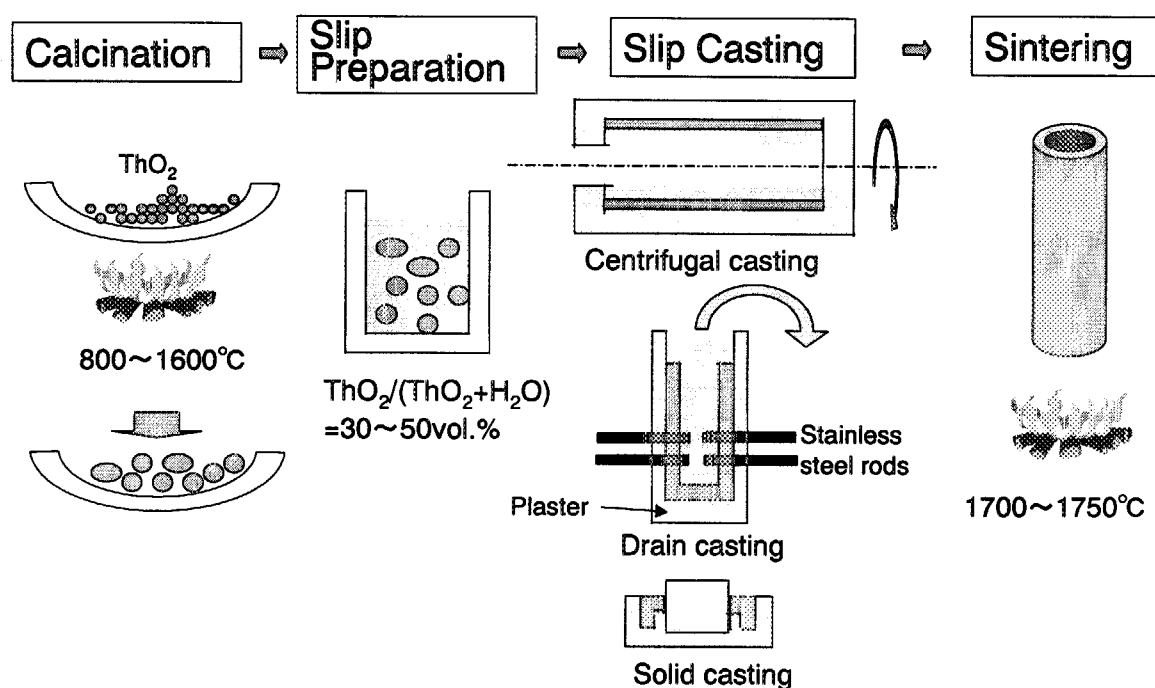 Calcination
Slip
Preparation
Slip Casting
Sintering
ThO₂
800～1600℃
ThO₂/(ThO₂+H₂O)
=30～50vol.%
Centrifugal casting
Stainless
steel rods
Plaster
Drain casting
Solid casting
1700～1750℃